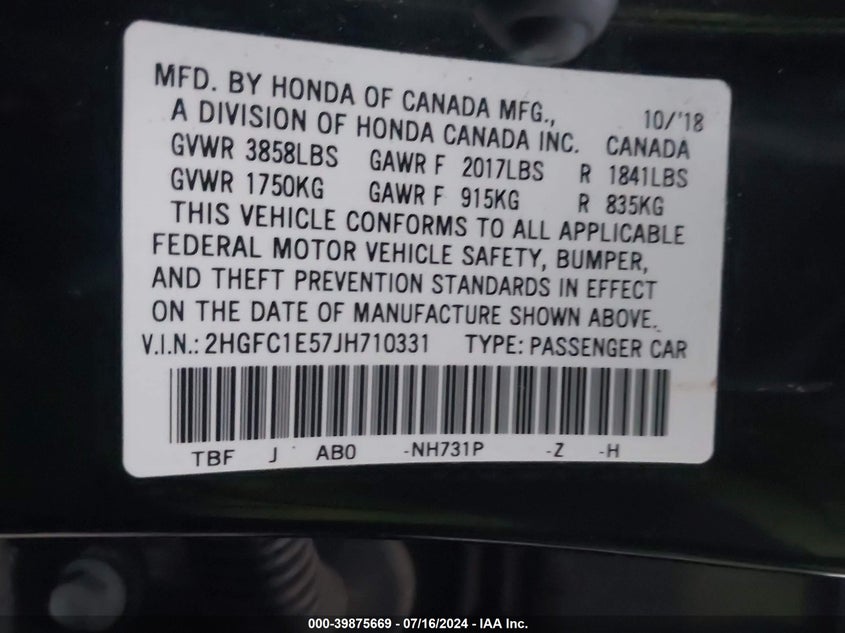 MFD. BY HONDA OF CANADA MFG., 10/'18
A DIVISION OF HONDA CANADA INC. CANADA
GVWR 3858LBS GAWR F 2017LBS R 1841LBS
GVWR 1750KG GAWR F 915KG R 835KG
THIS VEHICLE CONFORMS TO ALL APPLICABLE
FEDERAL MOTOR VEHICLE SAFETY, BUMPER,
AND THEFT PREVENTION STANDARDS IN EFFECT
ON THE DATE OF MANUFACTURE SHOWN ABOVE.
V.I.N.: 2HGFC1E57JH710331 TYPE: PASSENGER CAR
TBF J AB0 -NH731P -Z -H
000-39875669 - 07/16/2024 - IAA Inc.